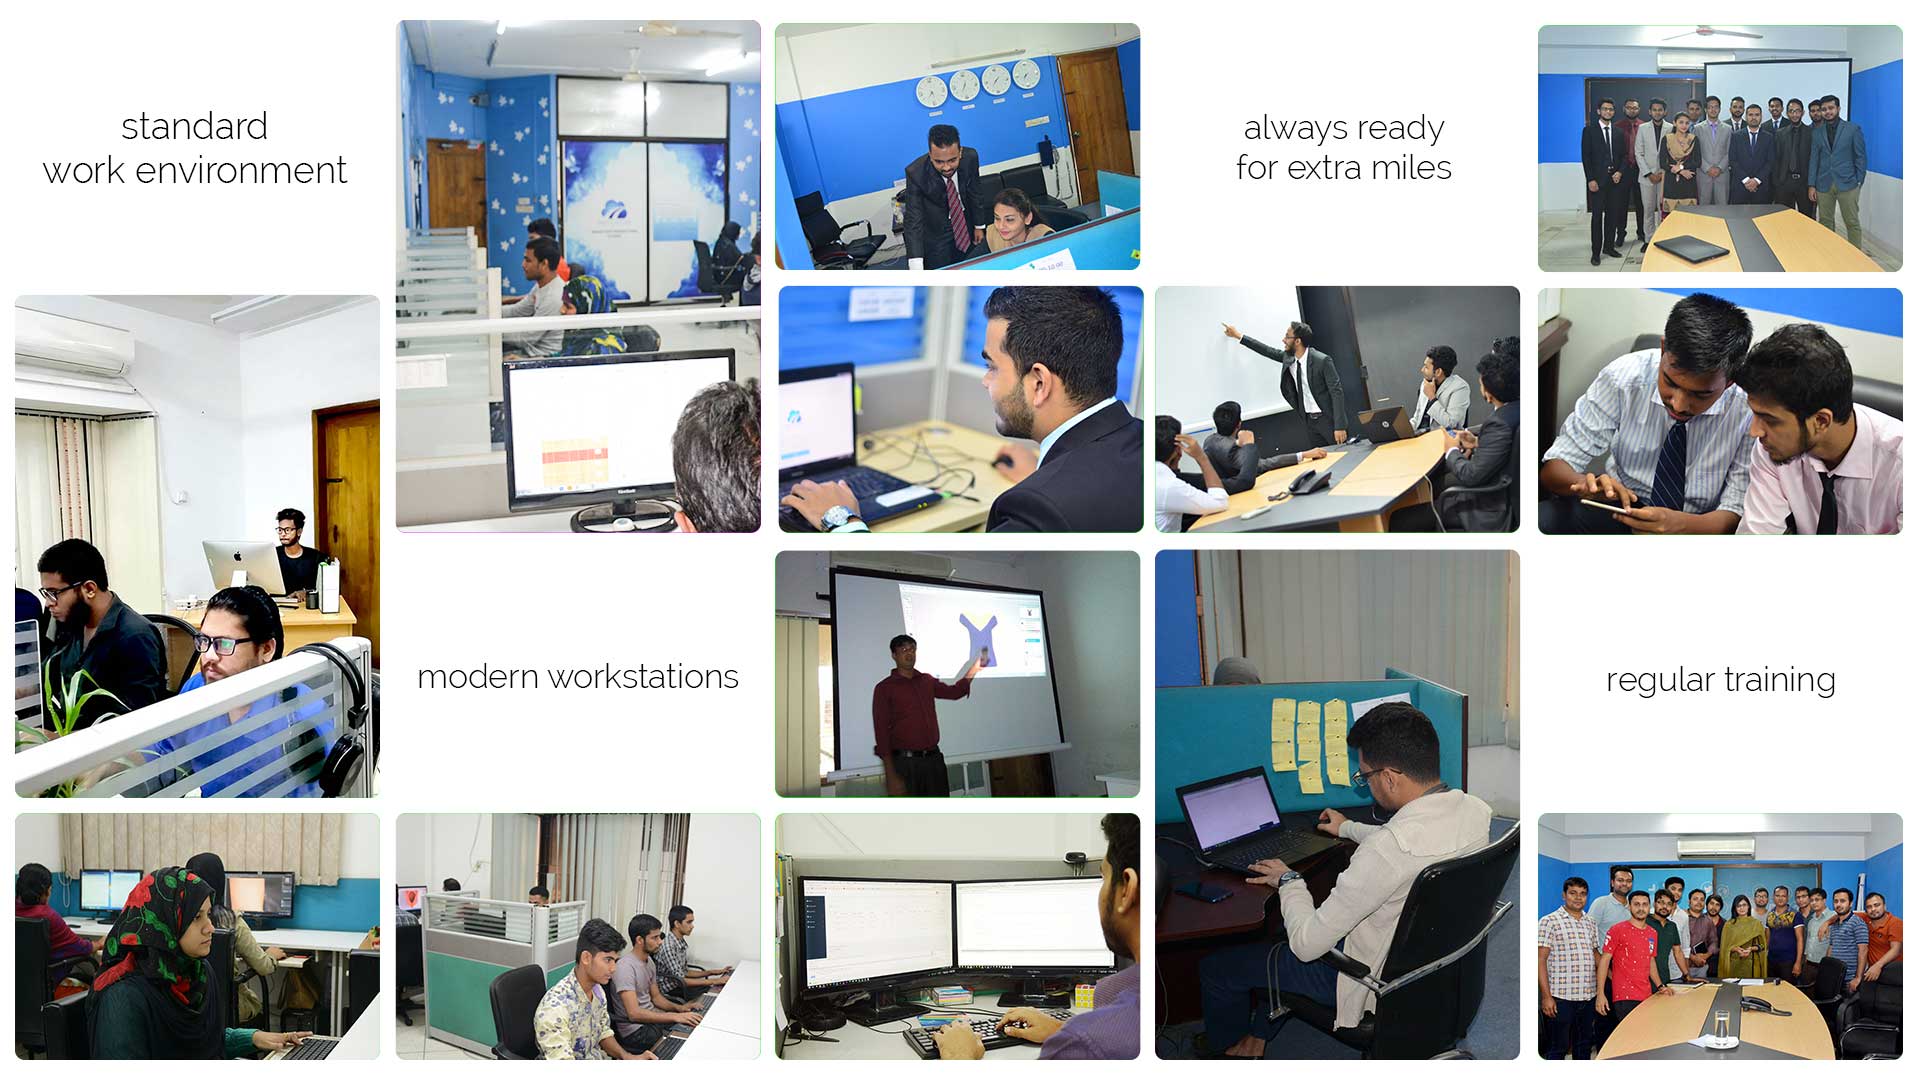 standard
work environment
always ready
for extra miles
modern workstations
regular training